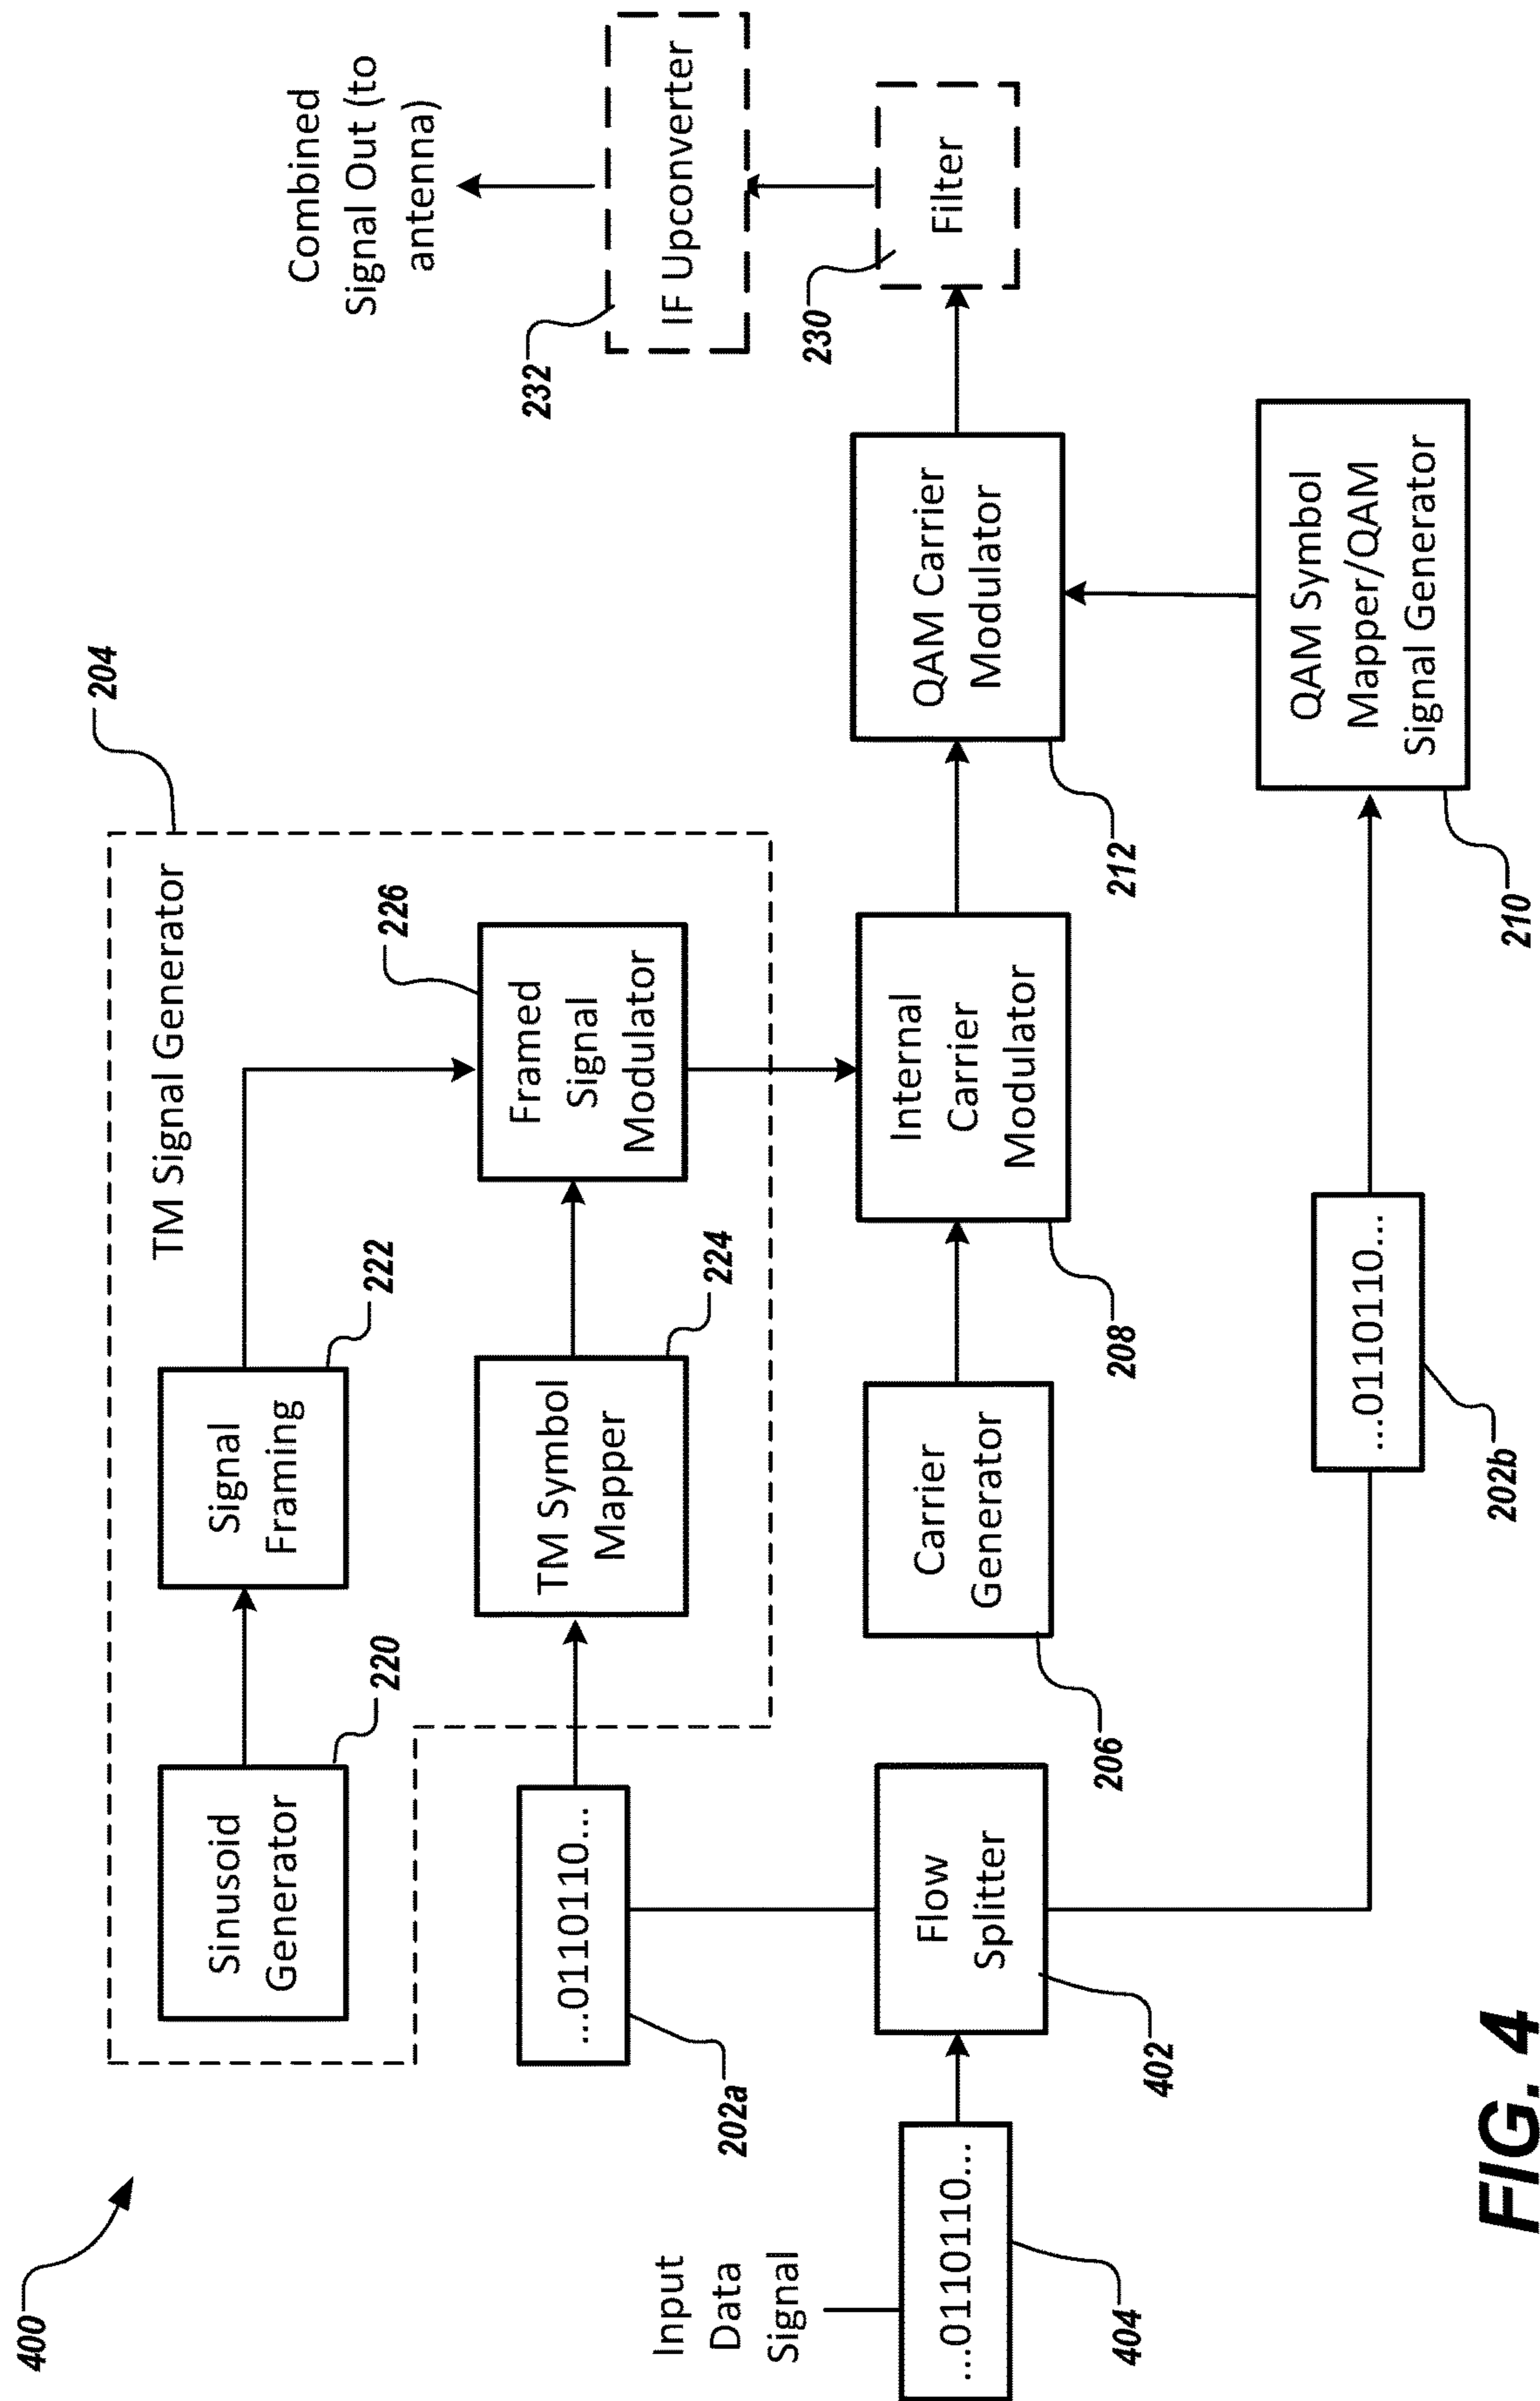 400
204
TM Signal Generator
Sinusoid
Generator
220
Signal
Framing
222
226
Framed
Signal
Modulator
TM Symbol
Mapper
224
...0110110...
202a
Combined
Signal Out (to
antenna)
IF Upconverter
232
Filter
230
Input
Data
Signal
...0110110...
404
Flow
Splitter
402
Carrier
Generator
206
Internal
Carrier
Modulator
208
QAM Carrier
Modulator
212
...0110110...
202b
QAM Symbol
Mapper/QAM
Signal Generator
210
FIG. 4